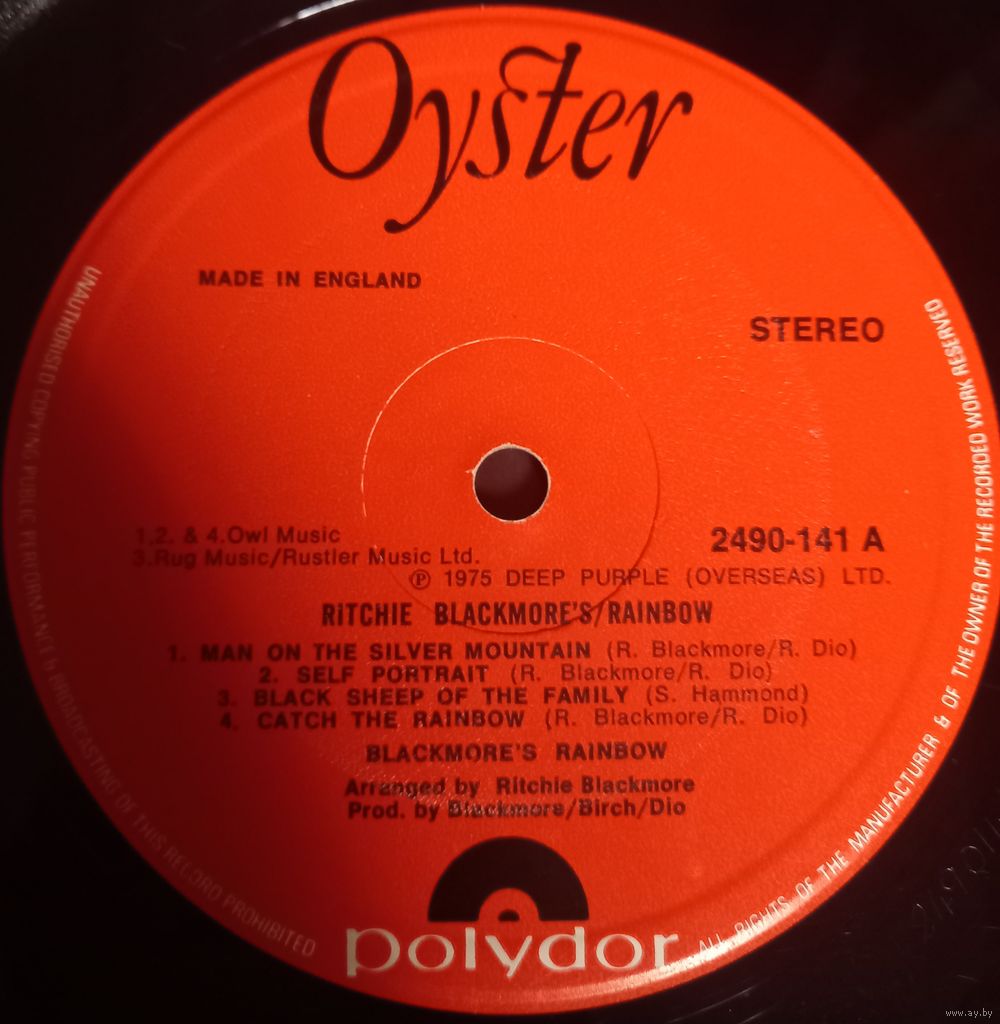 Oyster
MADE IN ENGLAND
STEREO
UNAUTHORISED COPYING PUBLIC PERFORMANCE & BROADCASTING OF THIS RECORD PROHIBITED
ALL RIGHTS OF THE MANUFACTURER & OF THE OWNER OF THE RECORDED WORK RESERVED
1,2. & 4.Owl Music
3.Rug Music/Rustler Music Ltd.
2490-141 A
Ⓟ 1975 DEEP PURPLE (OVERSEAS) LTD.
RITCHIE BLACKMORE'S/RAINBOW
1. MAN ON THE SILVER MOUNTAIN (R. Blackmore/R. Dio)
2. SELF PORTRAIT (R. Blackmore/R. Dio)
3. BLACK SHEEP OF THE FAMILY (S. Hammond)
4. CATCH THE RAINBOW (R. Blackmore/R. Dio)
BLACKMORE'S RAINBOW
Arranged by Ritchie Blackmore
Prod. by Blackmore/Birch/Dio
polydor
www.ay.by